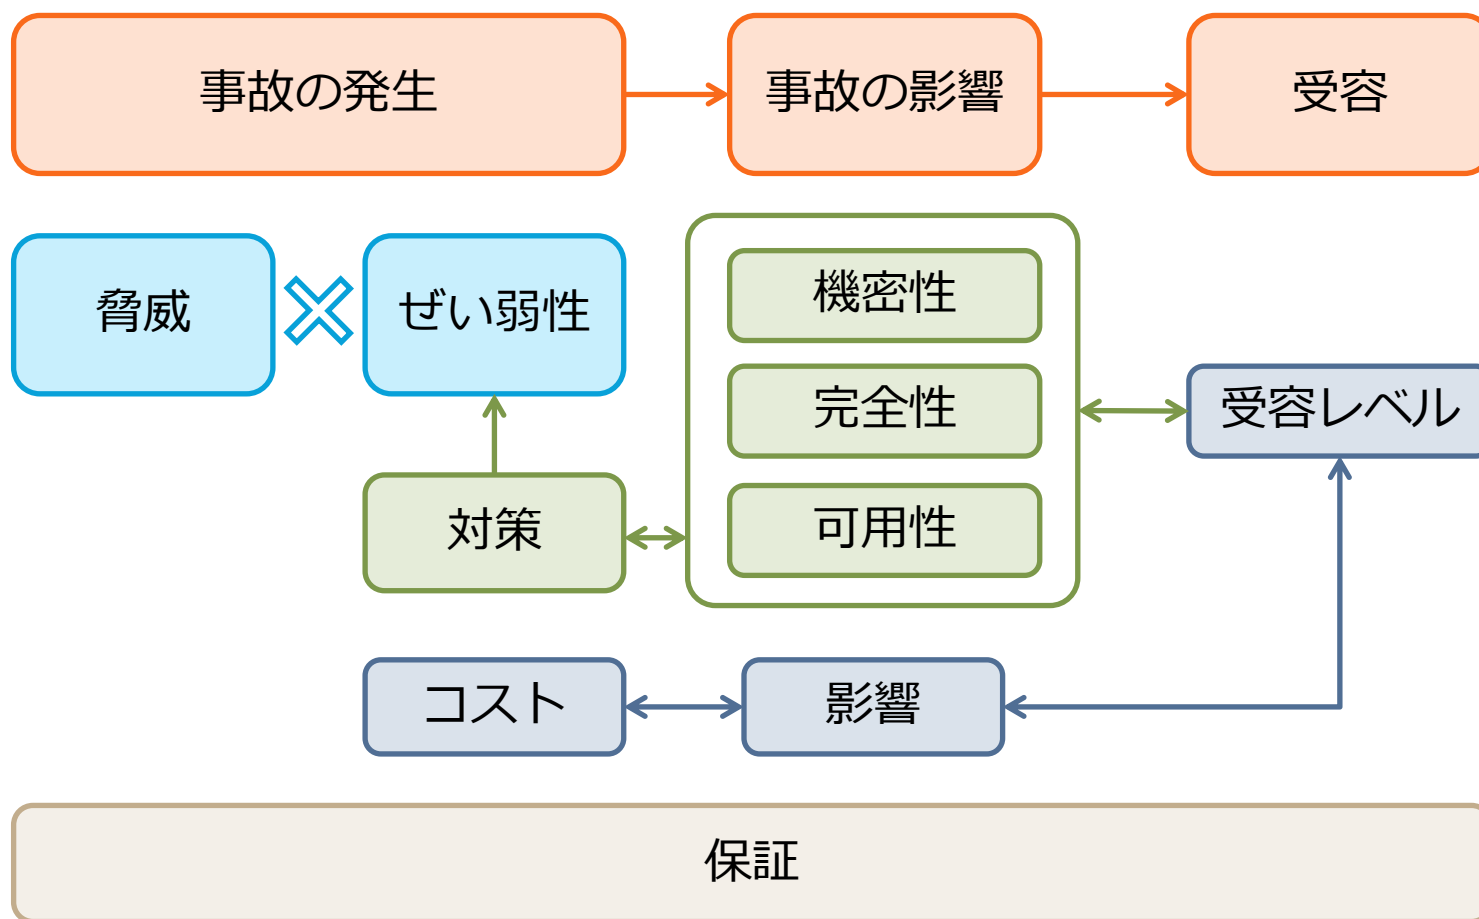 事故の発生
事故の影響
受容
脅威
ぜい弱性
機密性
完全性
可用性
受容レベル
対策
コスト
影響
保証